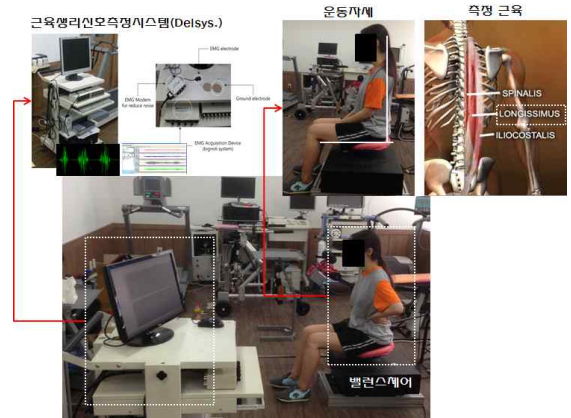 근육생리신호측정시스템(Delsys.)
운동자세
측정 근육
EMG electrode
EMG Modem
for reduce noise
Ground electrode
EMG Acquisition Device
(bignoli system)
SPINALIS
LONGISSIMUS
ILIOCOSTALIS
밸런스체어